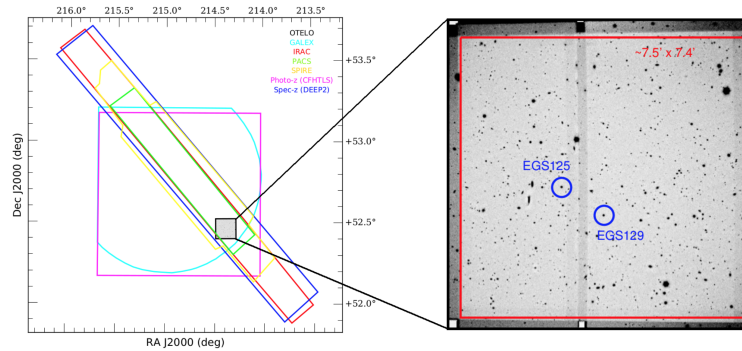 216.0 215.5 215.0 214.5 214.0 213.5
OTELO
GALEX
IRAC
PACS
SPIRE
Photo-z (CFHTLS)
Spec-z (DEEP2)
+53.5
+53.0
+52.5
+52.0
Dec J2000 (deg)
RA J2000 (deg)
~7.5' x 7.4'
EGS125
EGS129